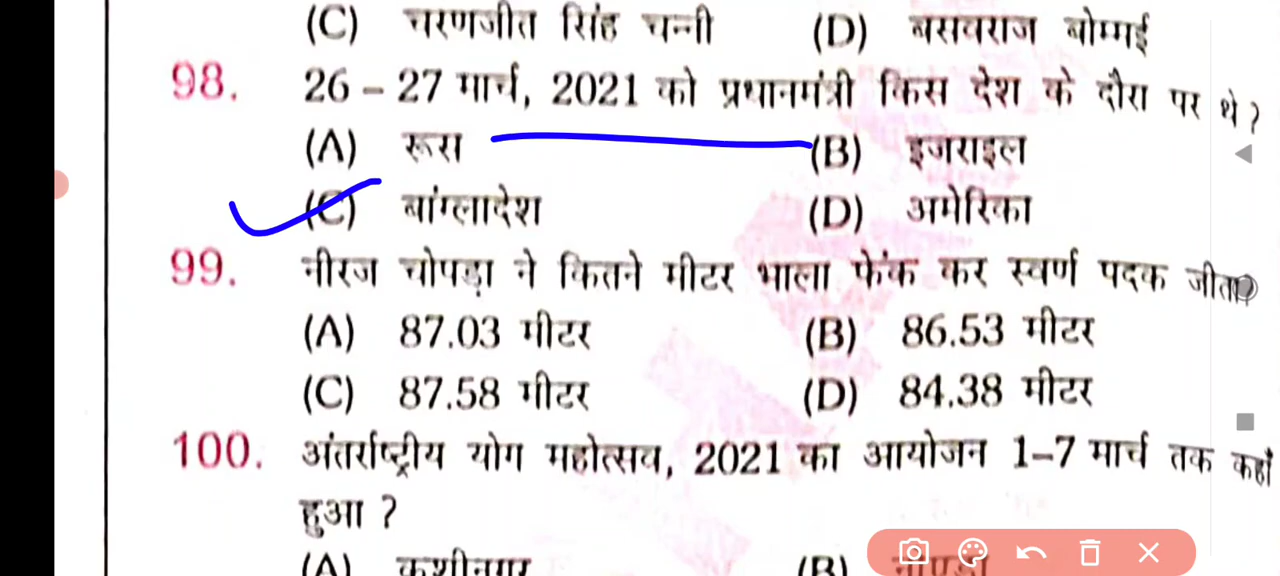 (C) चरणजीत सिंह चन्नी (D) बसवराज बोम्मई
98. 26 – 27 मार्च, 2021 को प्रधानमंत्री किस देश के दौरा पर थे?
(A) रूस (B) इजराइल
(C) बांग्लादेश (D) अमेरिका
99. नीरज चोपड़ा ने कितने मीटर भाला फेंक कर स्वर्ण पदक जीता?
(A) 87.03 मीटर (B) 86.53 मीटर
(C) 87.58 मीटर (D) 84.38 मीटर
100. अंतर्राष्ट्रीय योग महोत्सव, 2021 का आयोजन 1–7 मार्च तक कहाँ
हुआ ?
(A) कुशीनगर (B)